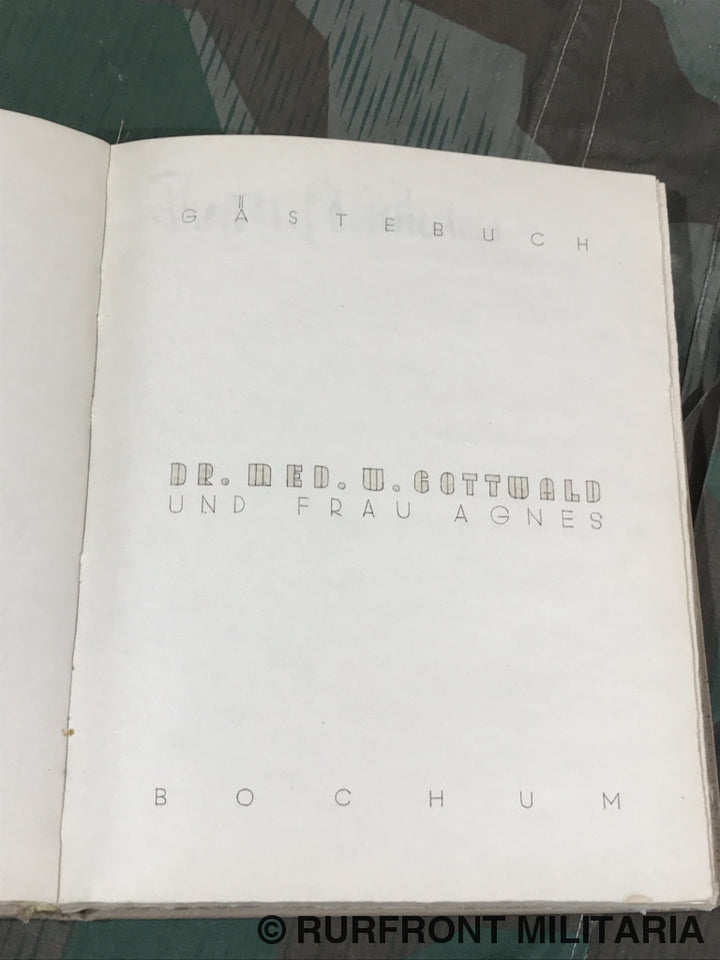 GÄSTEBUCH
DR. MED. W. GOTTWALD
UND FRAU AGNES
BOCHUM
© RURFRONT MILITARIA